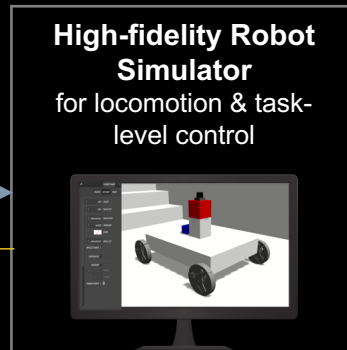 High-fidelity Robot
Simulator
for locomotion & task-
level control